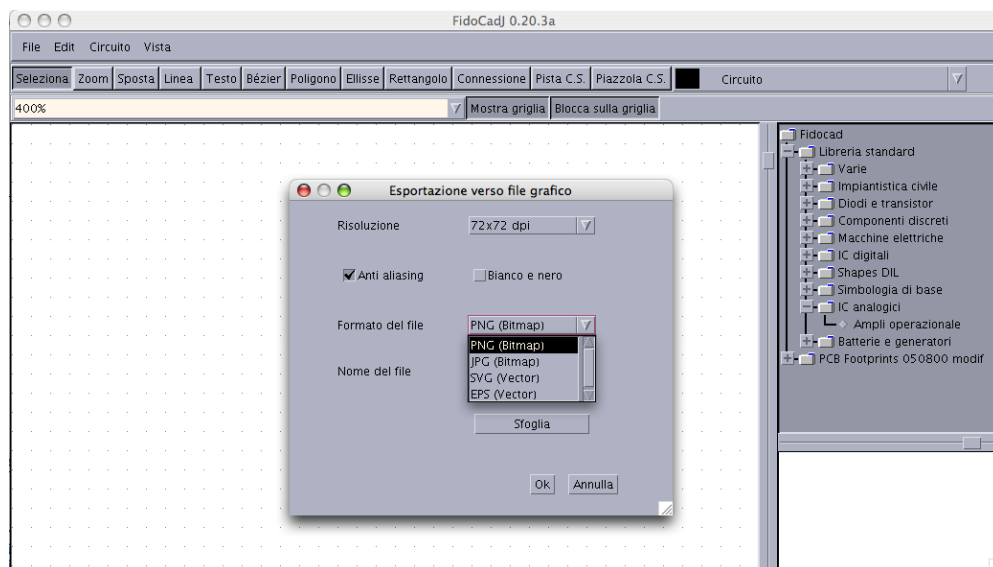 FidoCadJ 0.20.3a
File Edit Circuito Vista
Seleziona Zoom Sposta Linea Testo Bézier Poligono Ellisse Rettangolo Connessione Pista C.S. Piazzola C.S. Circuito
400% Mostra griglia Blocca sulla griglia
Esportazione verso file grafico
Risoluzione 72x72 dpi
Anti aliasing Bianco e nero
Formato del file PNG (Bitmap)
PNG (Bitmap)
JPG (Bitmap)
SVG (Vector)
EPS (Vector)
Nome del file
Sfoglia
Ok Annulla
Fidocad
Libreria standard
Varie
Impiantistica civile
Diodi e transistor
Componenti discreti
Macchine elettriche
IC digitali
Shapes DIL
Simbologia di base
IC analogici
Ampli operazionale
Batterie e generatori
PCB Footprints 050800 modif